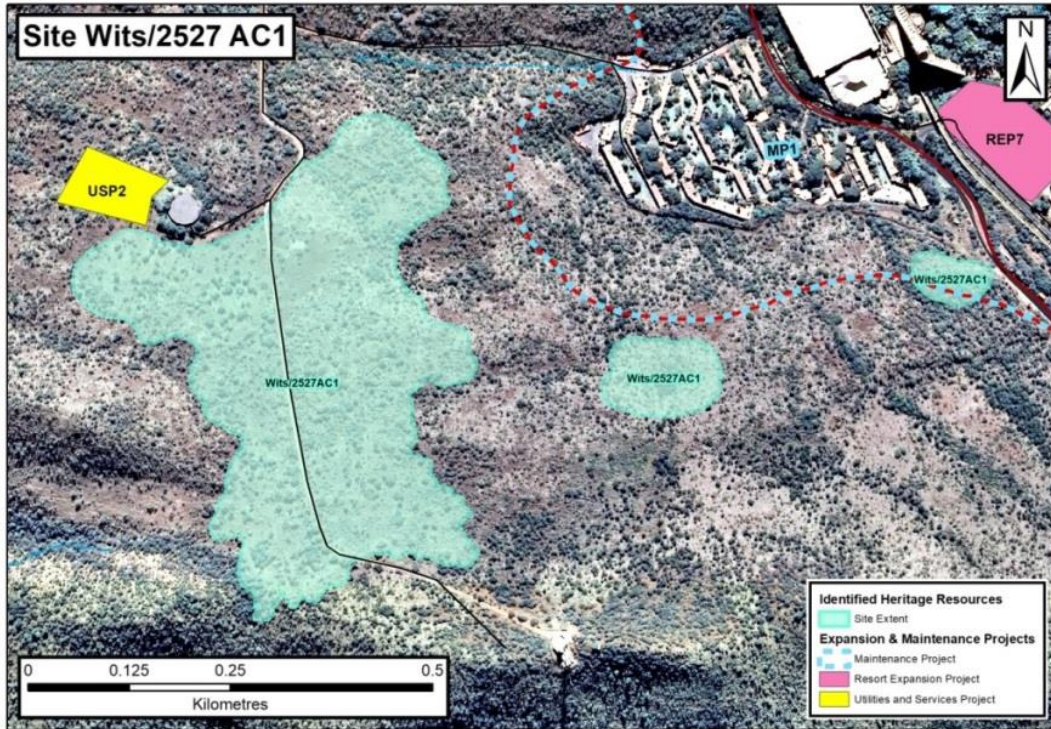 Site Wits/2527 AC1
N
REP7
MP1
USP2
Wits/2527AC1
Wits/2527AC1
Wits/2527AC1
Identified Heritage Resources
Site Extent
Expansion & Maintenance Projects
Maintenance Project
Resort Expansion Project
Utilities and Services Project
0 0.125 0.25 0.5
Kilometres